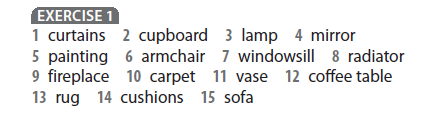 EXERCISE 1
1 curtains 2 cupboard 3 lamp 4 mirror
5 painting 6 armchair 7 windowsill 8 radiator
9 fireplace 10 carpet 11 vase 12 coffee table
13 rug 14 cushions 15 sofa